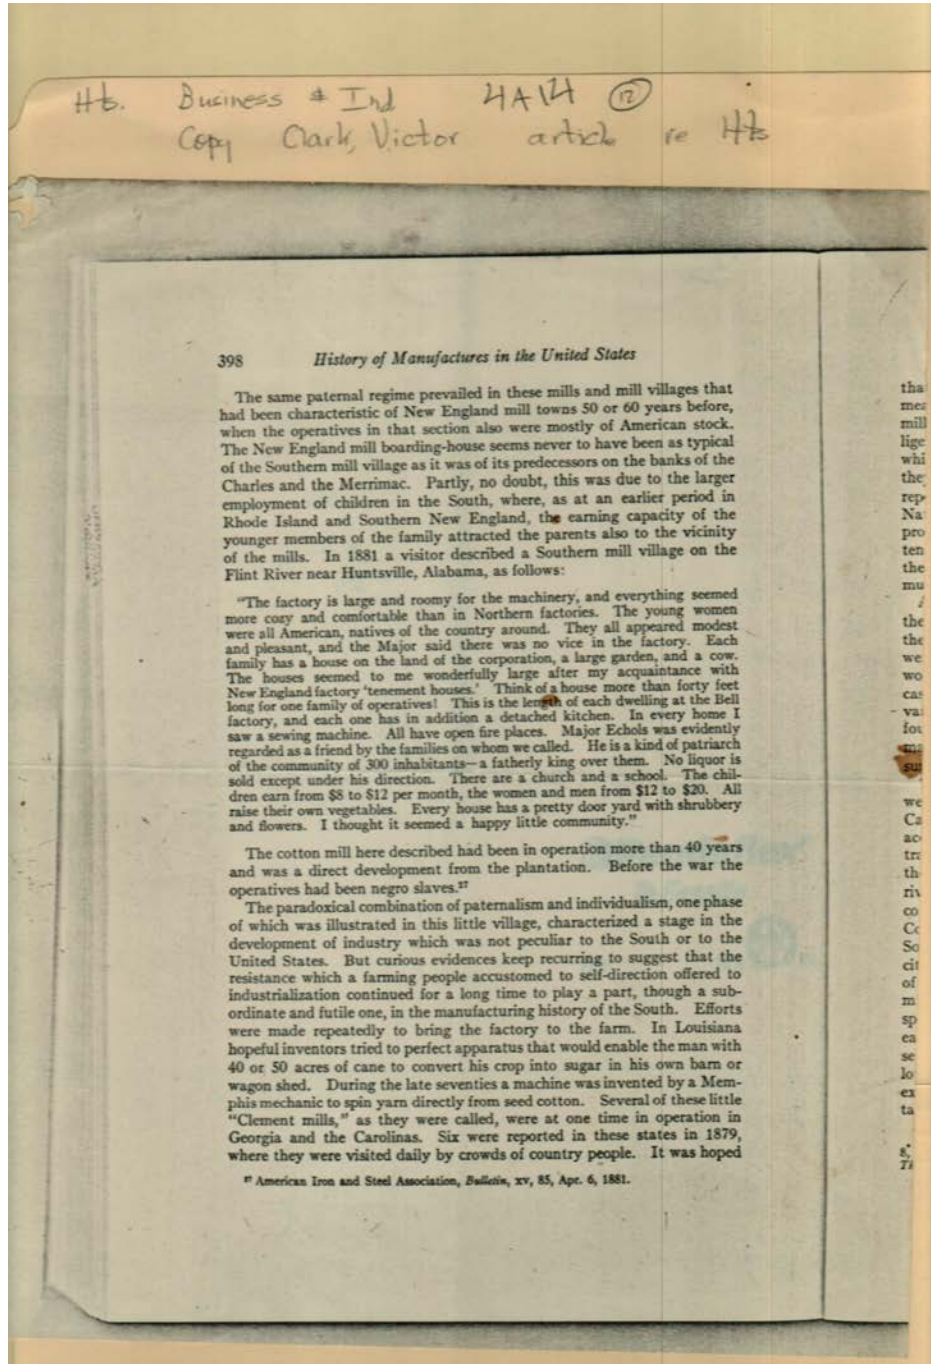 Hts. Business & Ind 4A14 12
Copy Clark, Victor article re Hts
398 History of Manufactures in the United States
The same paternal regime prevailed in these mills and mill villages that
had been characteristic of New England mill towns 50 or 60 years before,
when the operatives in that section also were mostly of American stock.
The New England mill boarding-house seems never to have been as typical
of the Southern mill village as it was of its predecessors on the banks of the
Charles and the Merrimac. Partly, no doubt, this was due to the larger
employment of children in the South, where, as at an earlier period in
Rhode Island and Southern New England, the earning capacity of the
younger members of the family attracted the parents also to the vicinity
of the mills. In 1881 a visitor described a Southern mill village on the
Flint River near Huntsville, Alabama, as follows:
"The factory is large and roomy for the machinery, and everything seemed
more cozy and comfortable than in Northern factories. The young women
were all American, natives of the country around. They all appeared modest
and pleasant, and the Major said there was no vice in the factory. Each
family has a house on the land of the corporation, a large garden, and a cow.
The houses seemed to me wonderfully large after my acquaintance with
New England factory 'tenement houses.' Think of a house more than forty feet
long for one family of operatives! This is the length of each dwelling at the Bell
factory, and each one has in addition a detached kitchen. In every home I
saw a sewing machine. All have open fire places. Major Echols was evidently
regarded as a friend by the families on whom we called. He is a kind of patriarch
of the community of 300 inhabitants—a fatherly king over them. No liquor is
sold except under his direction. There are a church and a school. The chil-
dren earn from $8 to $12 per month, the women and men from $12 to $20. All
raise their own vegetables. Every house has a pretty door yard with shrubbery
and flowers. I thought it seemed a happy little community."
The cotton mill here described had been in operation more than 40 years
and was a direct development from the plantation. Before the war the
operatives had been negro slaves.²⁷
The paradoxical combination of paternalism and individualism, one phase
of which was illustrated in this little village, characterized a stage in the
development of industry which was not peculiar to the South or to the
United States. But curious evidences keep recurring to suggest that the
resistance which a farming people accustomed to self-direction offered to
industrialization continued for a long time to play a part, though a sub-
ordinate and futile one, in the manufacturing history of the South. Efforts
were made repeatedly to bring the factory to the farm. In Louisiana
hopeful inventors tried to perfect apparatus that would enable the man with
40 or 50 acres of cane to convert his crop into sugar in his own barn or
wagon shed. During the late seventies a machine was invented by a Mem-
phis mechanic to spin yarn directly from seed cotton. Several of these little
"Clement mills," as they were called, were at one time in operation in
Georgia and the Carolinas. Six were reported in these states in 1879,
where they were visited daily by crowds of country people. It was hoped
²⁷ American Iron and Steel Association, Bulletin, xv, 85, Apr. 6, 1881.